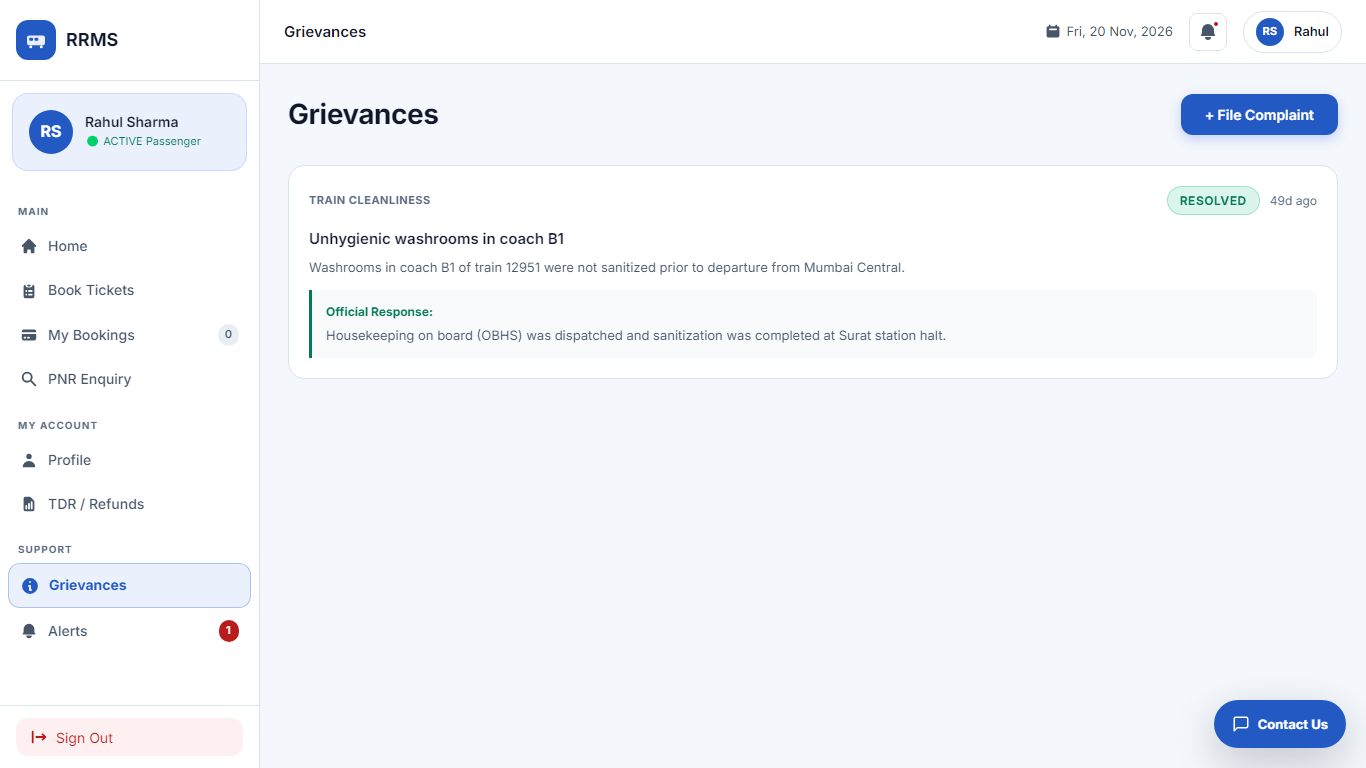 RRMS
RS
Rahul Sharma
ACTIVE Passenger
MAIN
Home
Book Tickets
My Bookings 0
PNR Enquiry
MY ACCOUNT
Profile
TDR / Refunds
SUPPORT
Grievances
Alerts 1
Sign Out
Grievances
Fri, 20 Nov, 2026
RS Rahul
Grievances
+ File Complaint
TRAIN CLEANLINESS
RESOLVED 49d ago
Unhygienic washrooms in coach B1
Washrooms in coach B1 of train 12951 were not sanitized prior to departure from Mumbai Central.
Official Response:
Housekeeping on board (OBHS) was dispatched and sanitization was completed at Surat station halt.
Contact Us